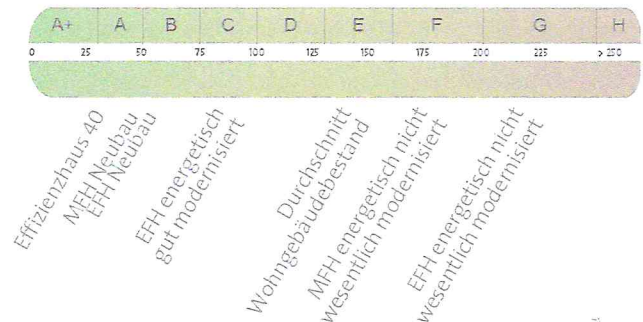 A+ A B C D E F G H
0 25 50 75 100 125 150 175 200 225 > 250
Effizienzhaus 40
MFH Neubau
EFH Neubau
EFH energetisch
gut modernisiert
Durchschnitt
Wohngebäudebestand
MFH energetisch nicht
wesentlich modernisiert
EFH energetisch nicht
wesentlich modernisiert